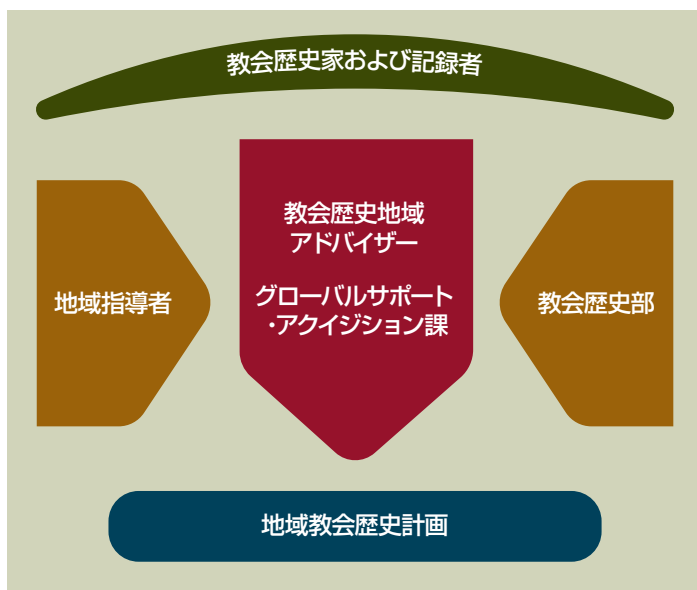 教会歴史家および記録者
教会歴史地域
アドバイザー
グローバルサポート
・アクイジション課
地域指導者
教会歴史部
地域教会歴史計画